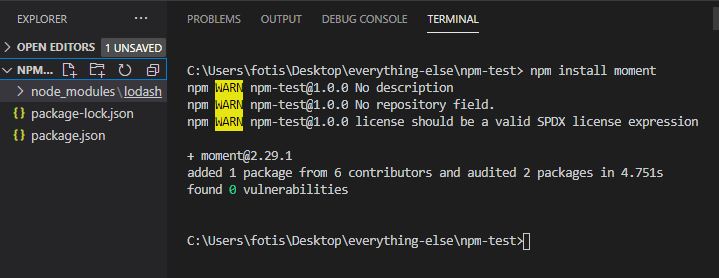 EXPLORER
PROBLEMS OUTPUT DEBUG CONSOLE TERMINAL
OPEN EDITORS 1 UNSAVED
NPM...
node_modules\lodash
{} package-lock.json
{} package.json
C:\Users\fotis\Desktop\everything-else\npm-test> npm install moment
npm WARN npm-test@1.0.0 No description
npm WARN npm-test@1.0.0 No repository field.
npm WARN npm-test@1.0.0 license should be a valid SPDX license expression
+ moment@2.29.1
added 1 package from 6 contributors and audited 2 packages in 4.751s
found 0 vulnerabilities
C:\Users\fotis\Desktop\everything-else\npm-test>